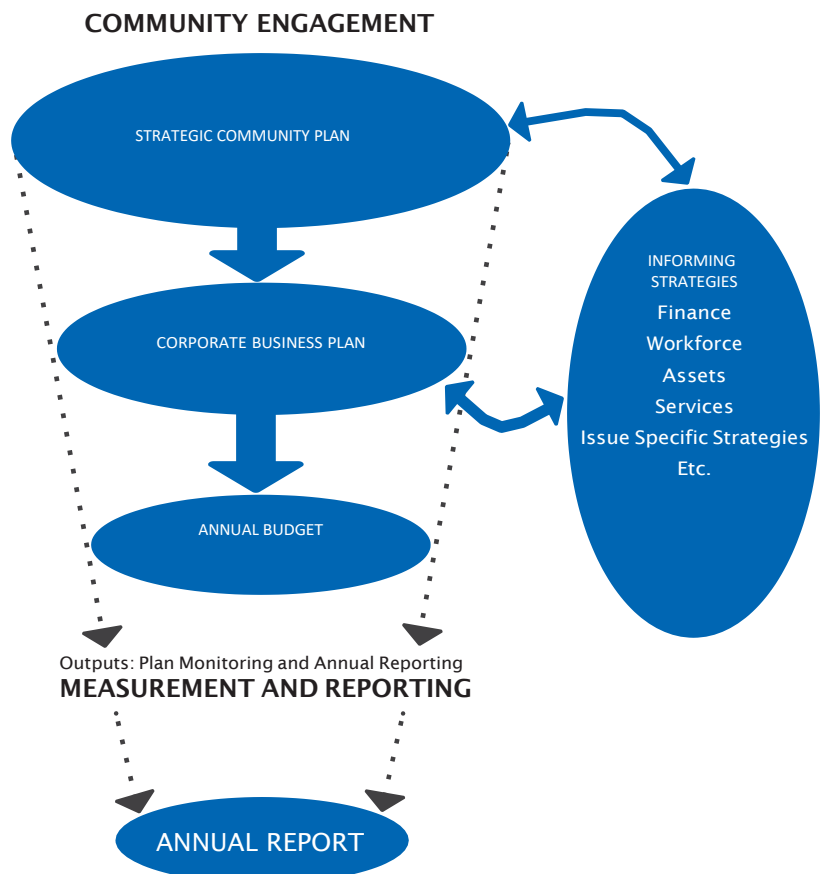 COMMUNITY ENGAGEMENT
STRATEGIC COMMUNITY PLAN
INFORMING
STRATEGIES
Finance
Workforce
Assets
Services
Issue Specific Strategies
Etc.
CORPORATE BUSINESS PLAN
ANNUAL BUDGET
Outputs: Plan Monitoring and Annual Reporting
MEASUREMENT AND REPORTING
ANNUAL REPORT